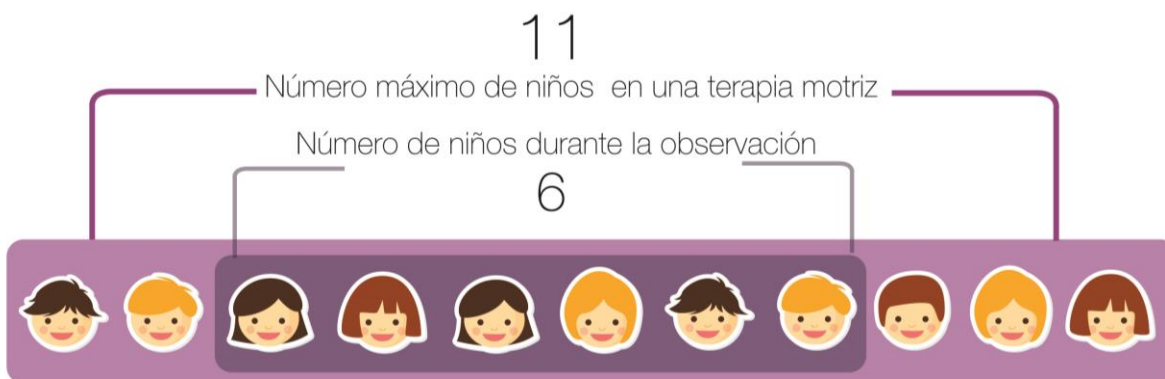 11
Número máximo de niños en una terapia motriz
Número de niños durante la observación
6